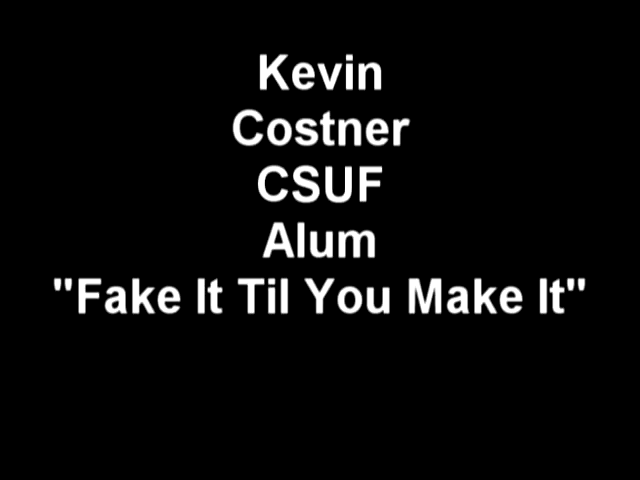 Kevin
Costner
CSUF
Alum
"Fake It Til You Make It"